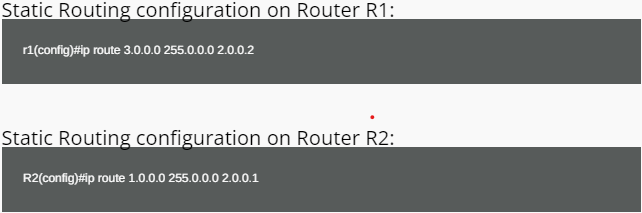 Static Routing configuration on Router R1:
r1(config)#ip route 3.0.0.0 255.0.0.0 2.0.0.2
Static Routing configuration on Router R2:
R2(config)#ip route 1.0.0.0 255.0.0.0 2.0.0.1